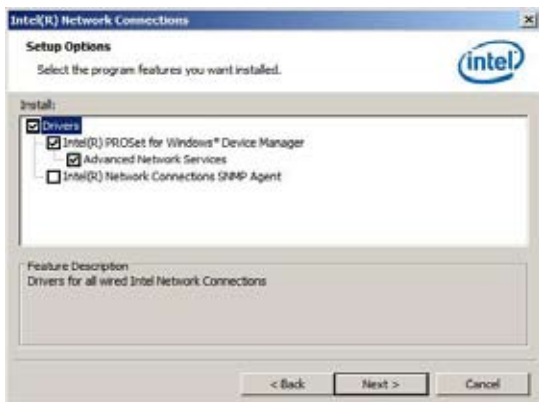 Intel(R) Network Connections
Setup Options
Select the program features you want installed.
intel
Install:
Drivers
Intel(R) PROSet for Windows* Device Manager
Advanced Network Services
Intel(R) Network Connections SNMP Agent
Feature Description
Drivers for all wired Intel Network Connections
< Back
Next >
Cancel